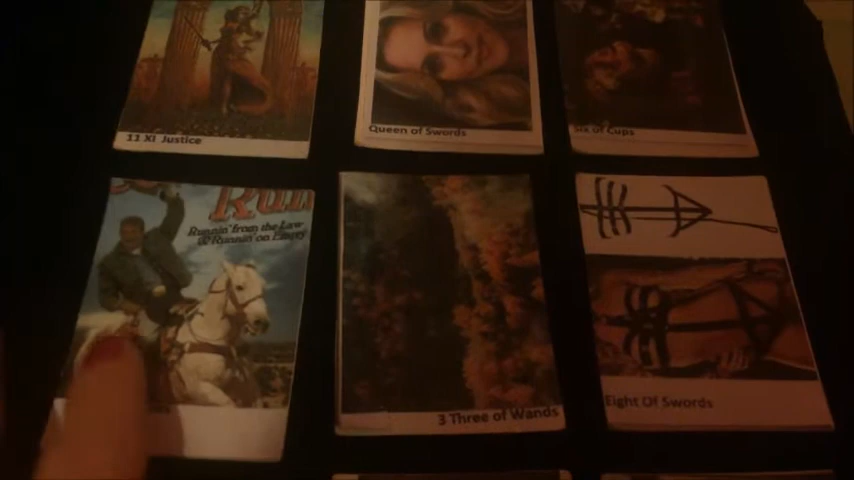 11 XI Justice
Queen of Swords
Six of Cups
Run
Runnin' from the Law
& Runnin' on Empty
3 Three of Wands
Eight Of Swords